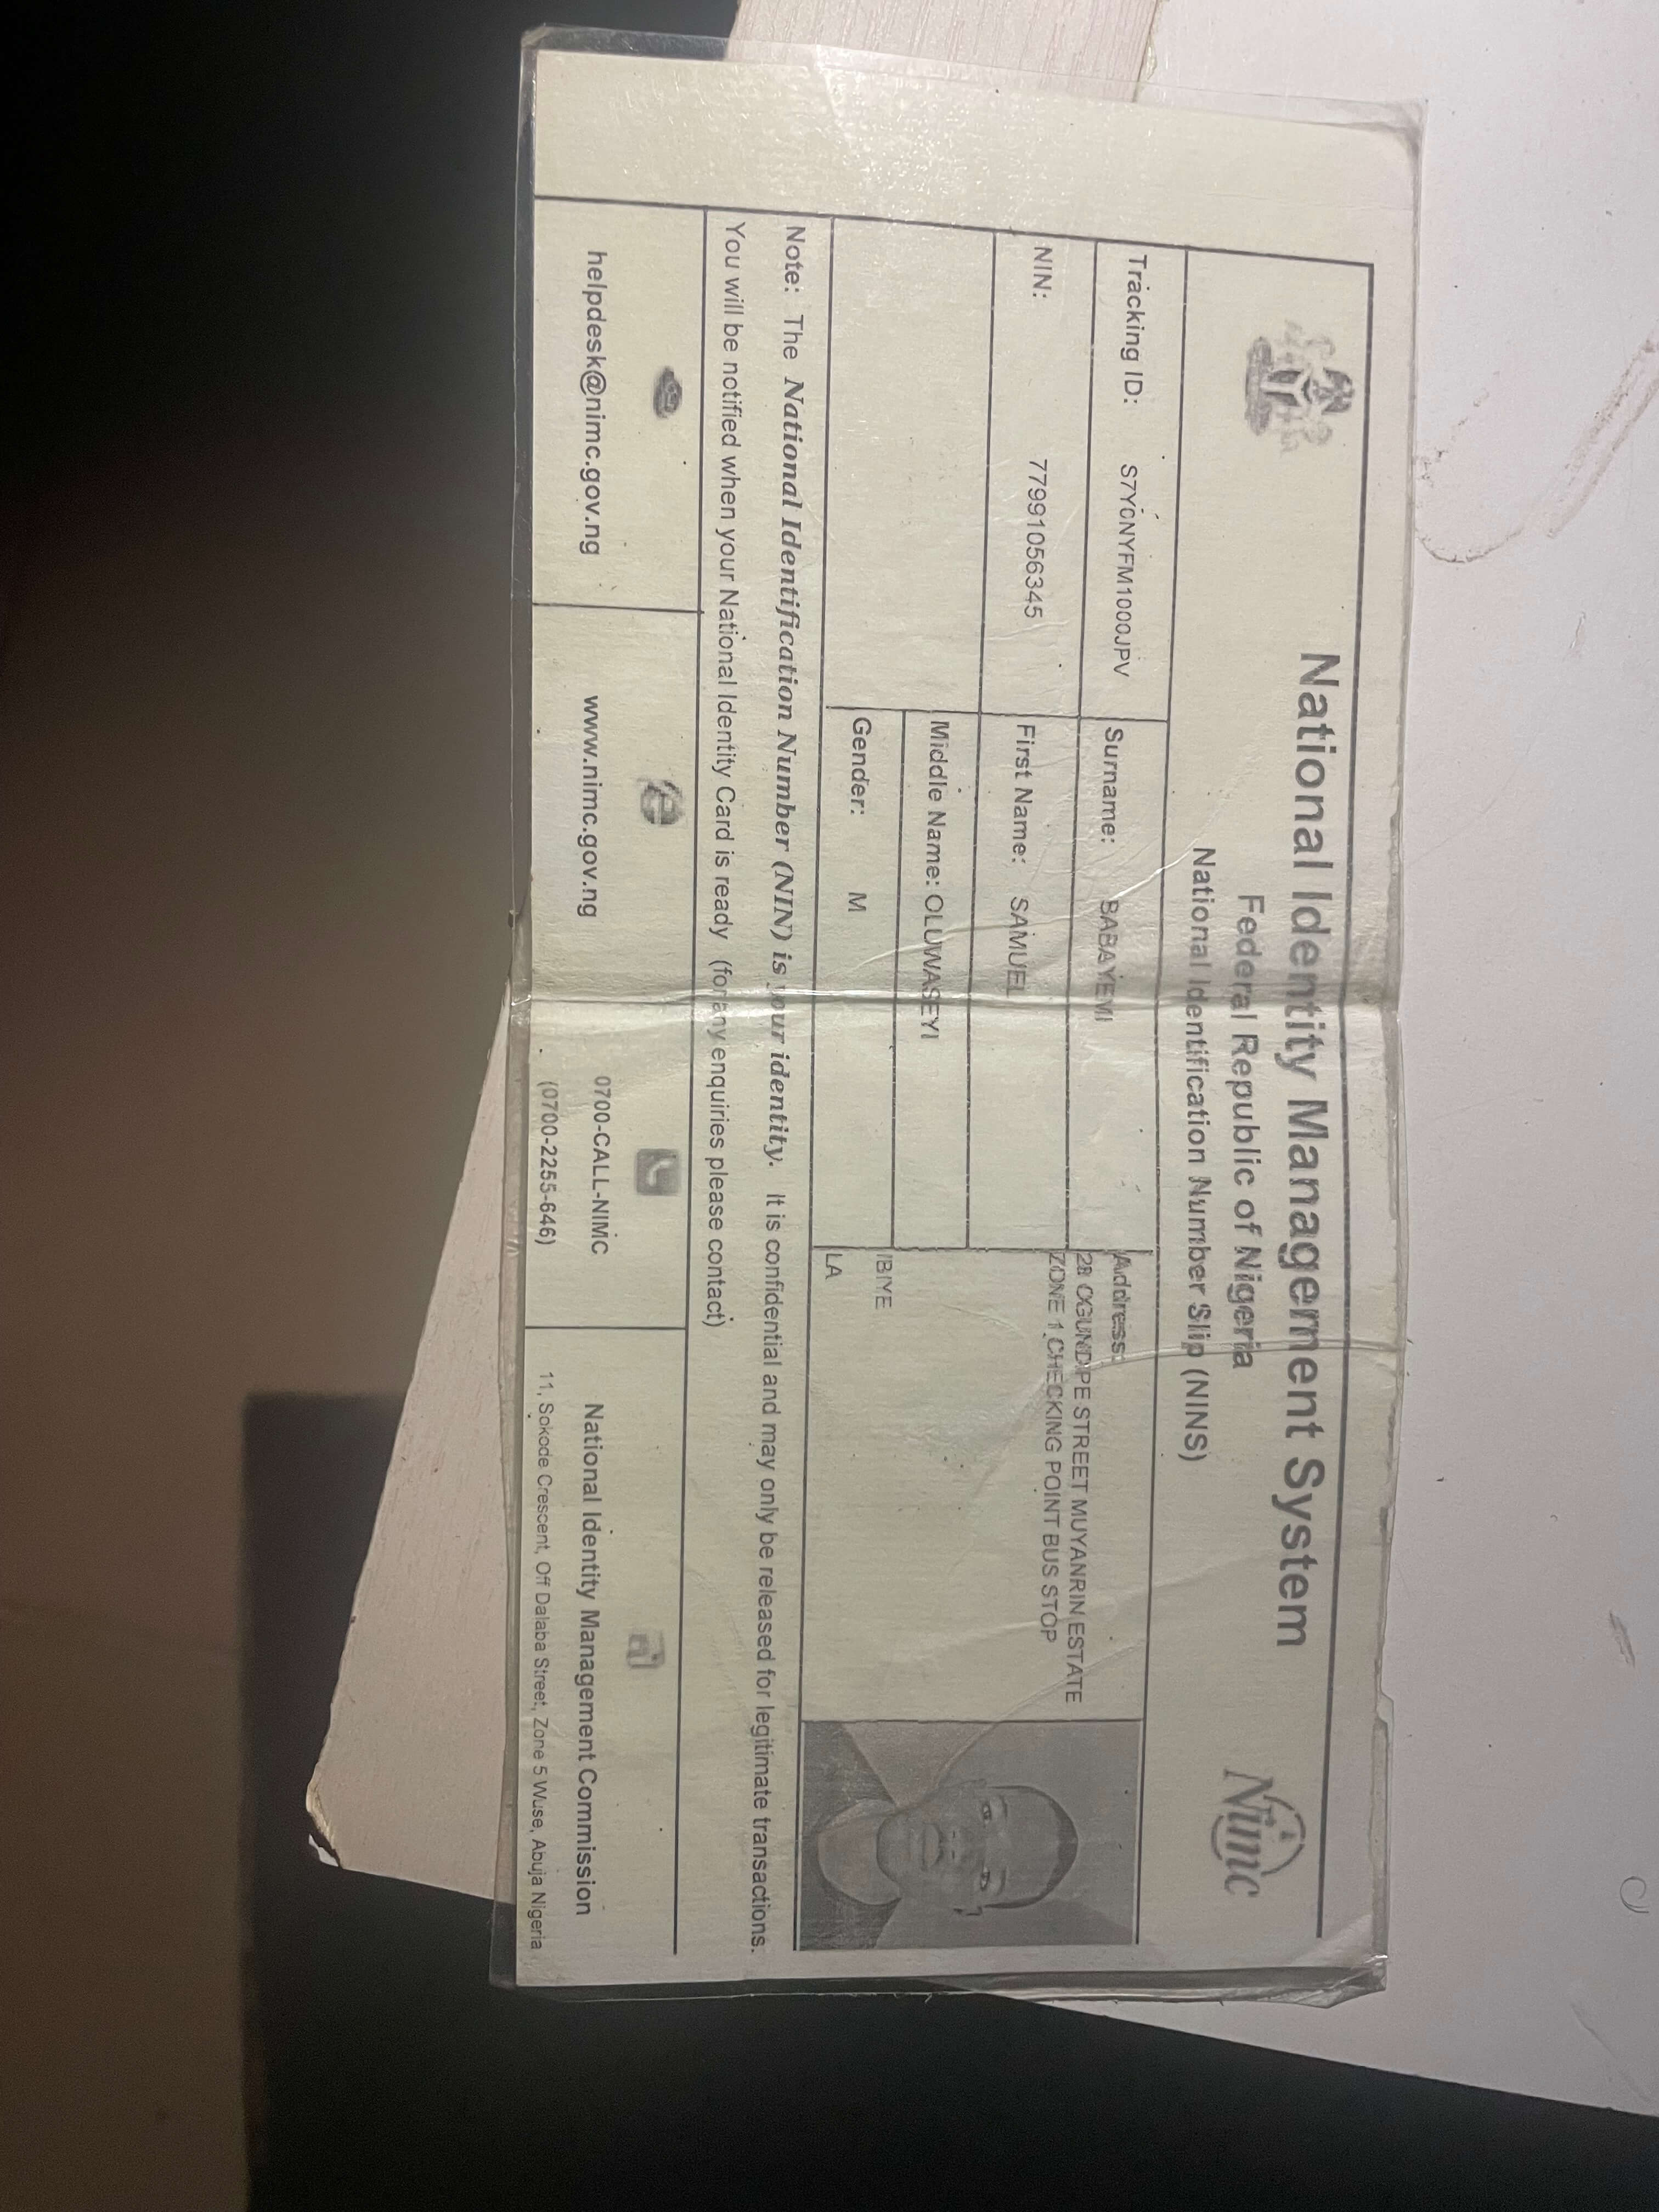 National Identity Management System
Federal Republic of Nigeria
National Identification Number Slip (NINS)
Nimc
Tracking ID: S7YCNYFM1000JPV
Surname: BABAYEMI
Address:
28 OGUNDIPE STREET MUYANRIN ESTATE
ZONE 1 CHECKING POINT BUS STOP
NIN: 77991056345
First Name: SAMUEL
Middle Name: OLUWASEYI
Gender: M
IBIYE
LA
Note: The National Identification Number (NIN) is your identity. It is confidential and may only be released for legitimate transactions.
You will be notified when your National Identity Card is ready (for any enquiries please contact)
helpdesk@nimc.gov.ng
www.nimc.gov.ng
0700-CALL-NIMC
(0700-2255-646)
National Identity Management Commission
11, Sokode Crescent, Off Dalaba Street, Zone 5 Wuse, Abuja Nigeria